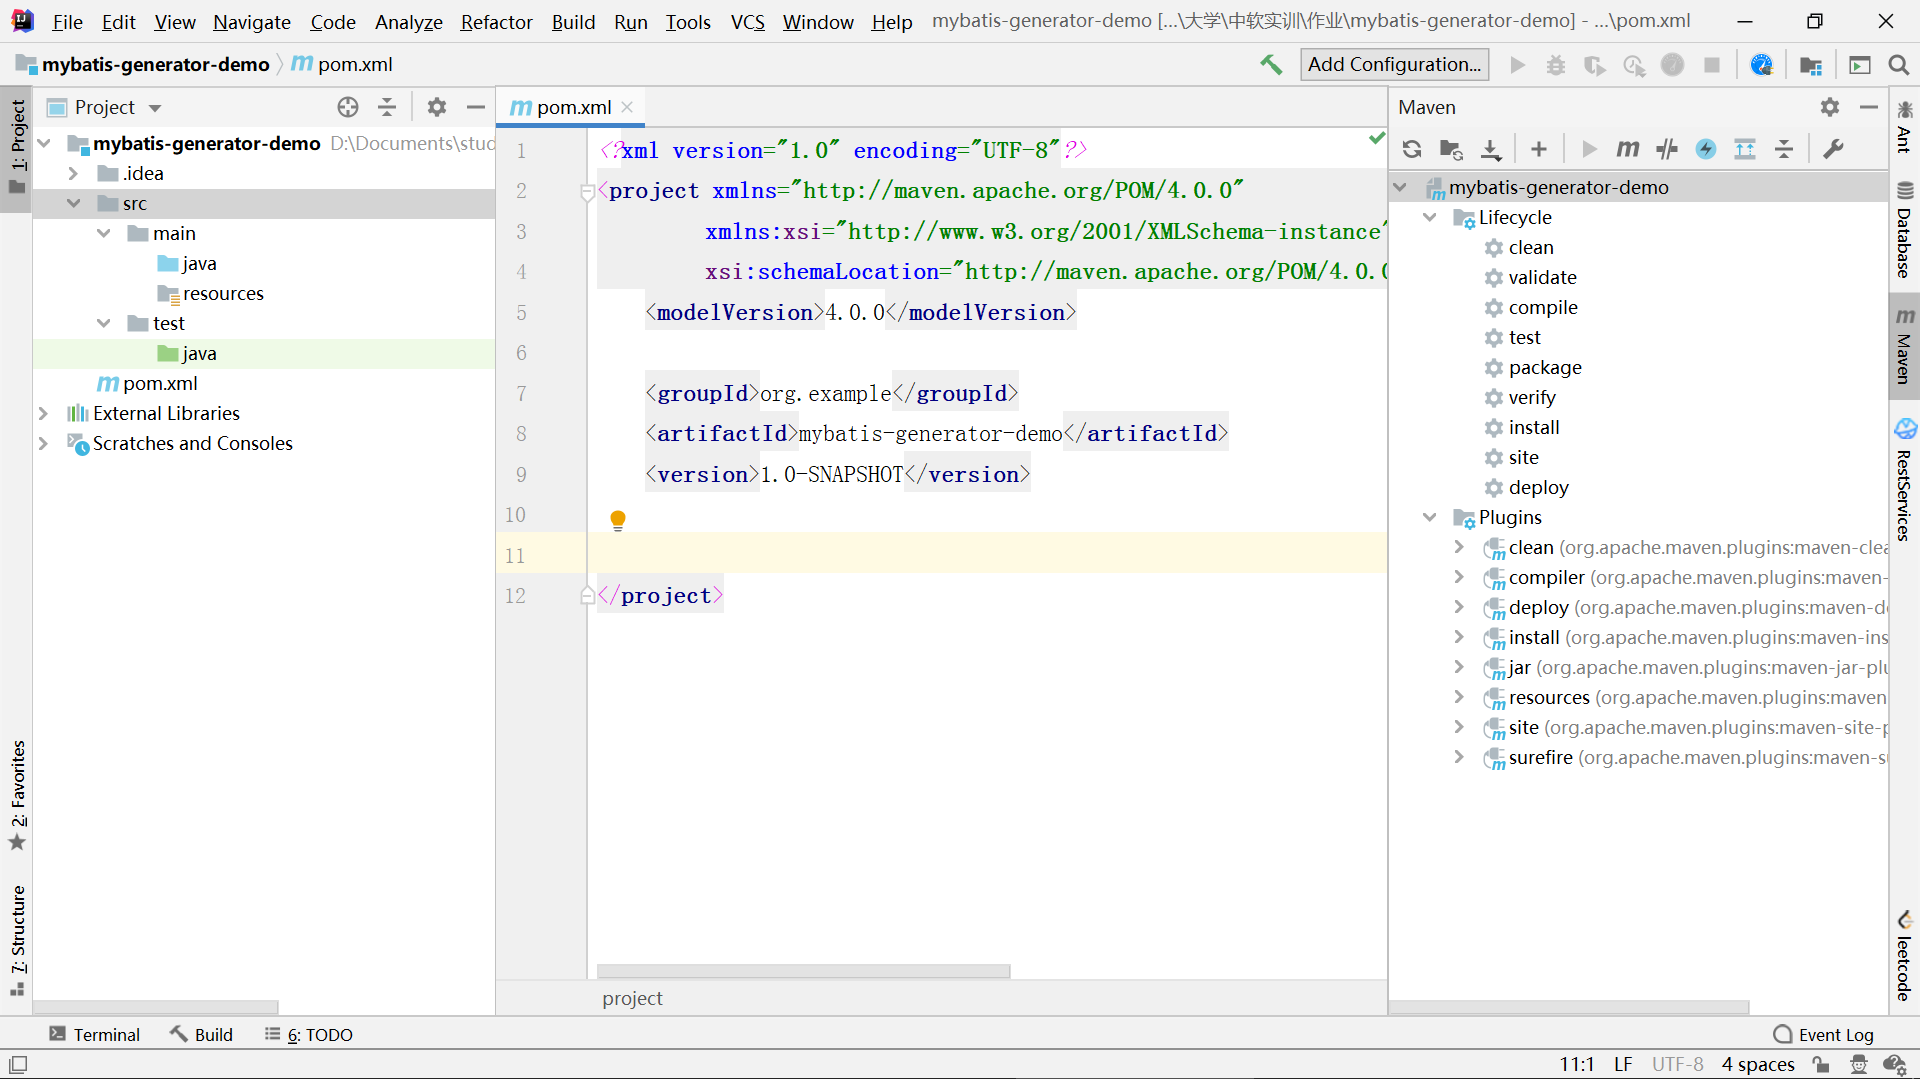 File Edit View Navigate Code Analyze Refactor Build Run Tools VCS Window Help mybatis-generator-demo [...\大学\中软实训\作业\mybatis-generator-demo] - ...\pom.xml
mybatis-generator-demo pom.xml Add Configuration...
1: Project
2: Favorites
7: Structure
Project
mybatis-generator-demo D:\Documents\stud
.idea
src
main
java
resources
test
java
pom.xml
External Libraries
Scratches and Consoles
pom.xml
1 <?xml version="1.0" encoding="UTF-8"?>
2 <project xmlns="http://maven.apache.org/POM/4.0.0"
3 xmlns:xsi="http://www.w3.org/2001/XMLSchema-instance"
4 xsi:schemaLocation="http://maven.apache.org/POM/4.0.0
5 <modelVersion>4.0.0</modelVersion>
6
7 <groupId>org.example</groupId>
8 <artifactId>mybatis-generator-demo</artifactId>
9 <version>1.0-SNAPSHOT</version>
10
11
12 </project>
project
Maven
mybatis-generator-demo
Lifecycle
clean
validate
compile
test
package
verify
install
site
deploy
Plugins
clean (org.apache.maven.plugins:maven-clea
compiler (org.apache.maven.plugins:maven-
deploy (org.apache.maven.plugins:maven-de
install (org.apache.maven.plugins:maven-ins
jar (org.apache.maven.plugins:maven-jar-plu
resources (org.apache.maven.plugins:maven
site (org.apache.maven.plugins:maven-site-p
surefire (org.apache.maven.plugins:maven-su
Ant
Database
Maven
RestServices
leetcode
Terminal Build 6: TODO Event Log
11:1 LF UTF-8 4 spaces